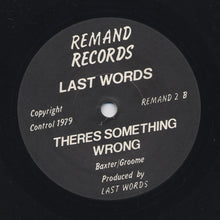 REMAND
RECORDS
LAST WORDS
Copyright
Control 1979
REMAND 2 B
THERES SOMETHING
WRONG
Baxter/Groome
Produced by
LAST WORDS